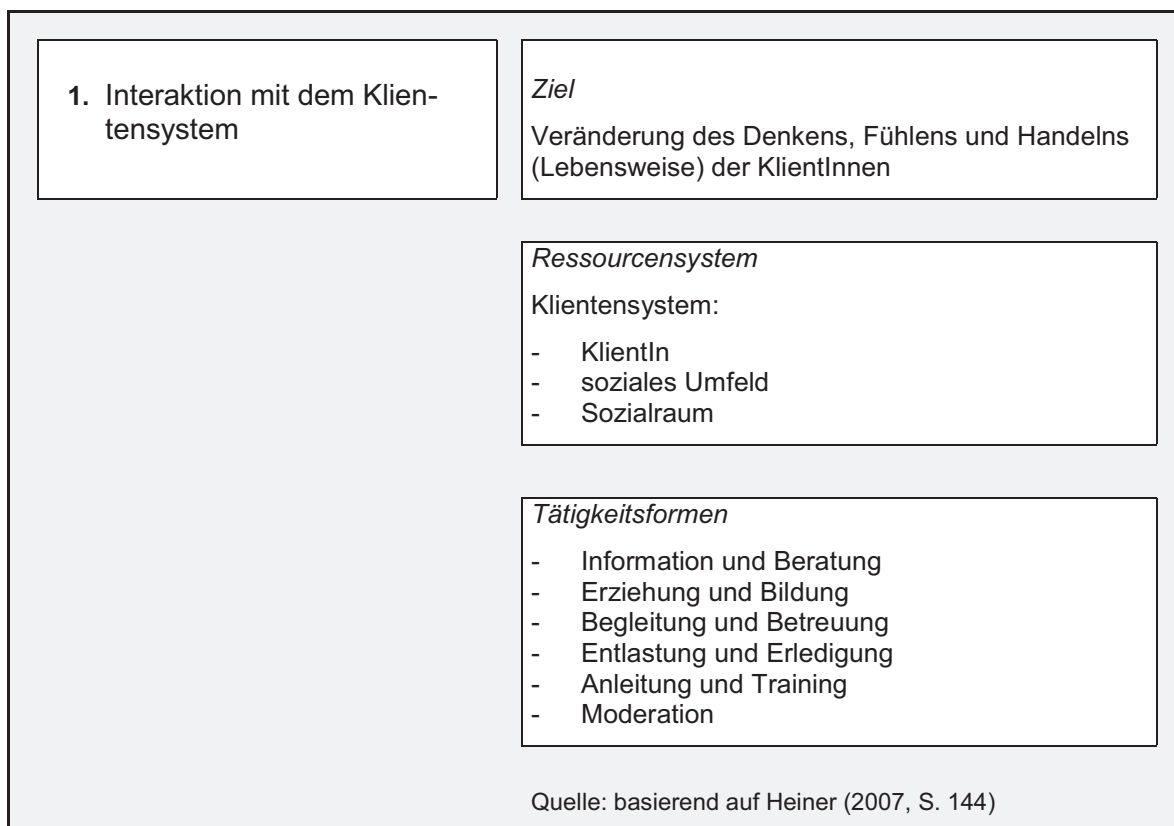 1. Interaktion mit dem Klien-
tensystem
Ziel
Veränderung des Denkens, Fühlens und Handelns
(Lebensweise) der KlientInnen
Ressourcensystem
Klientensystem:
- KlientIn
- soziales Umfeld
- Sozialraum
Tätigkeitsformen
- Information und Beratung
- Erziehung und Bildung
- Begleitung und Betreuung
- Entlastung und Erledigung
- Anleitung und Training
- Moderation
Quelle: basierend auf Heiner (2007, S. 144)